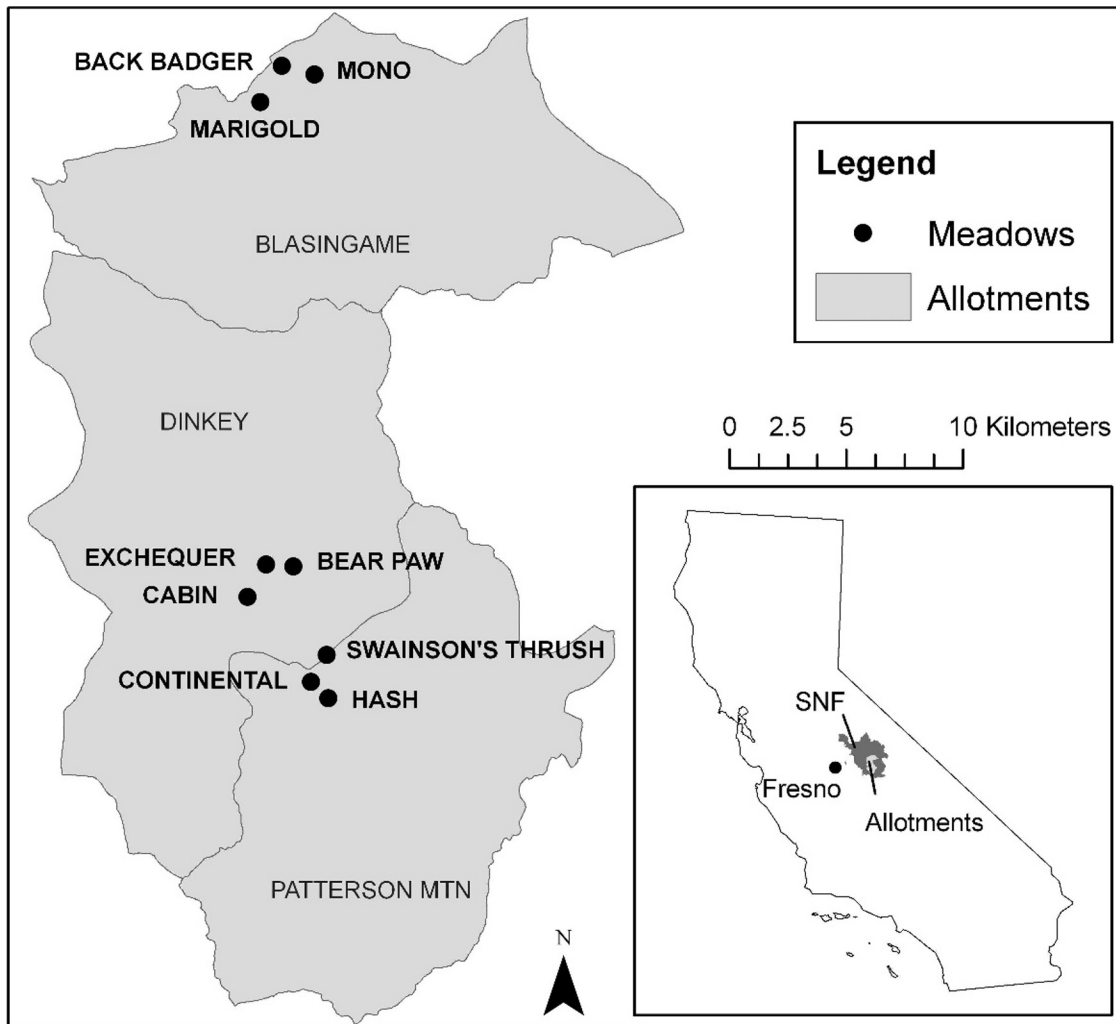 BACK BADGER
MONO
MARIGOLD
BLASINGAME
DINKEY
EXCHEQUER
BEAR PAW
CABIN
SWAINSON'S THRUSH
CONTINENTAL
HASH
PATTERSON MTN
N
Legend
Meadows
Allotments
0 2.5 5 10 Kilometers
SNF
Fresno
Allotments